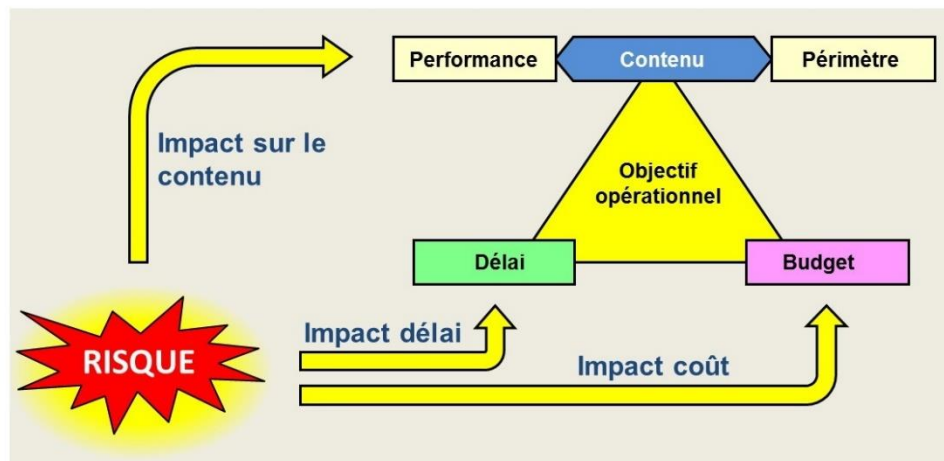 Performance
Contenu
Périmètre
Impact sur le
contenu
Objectif
opérationnel
Délai
Budget
Impact délai
RISQUE
Impact coût